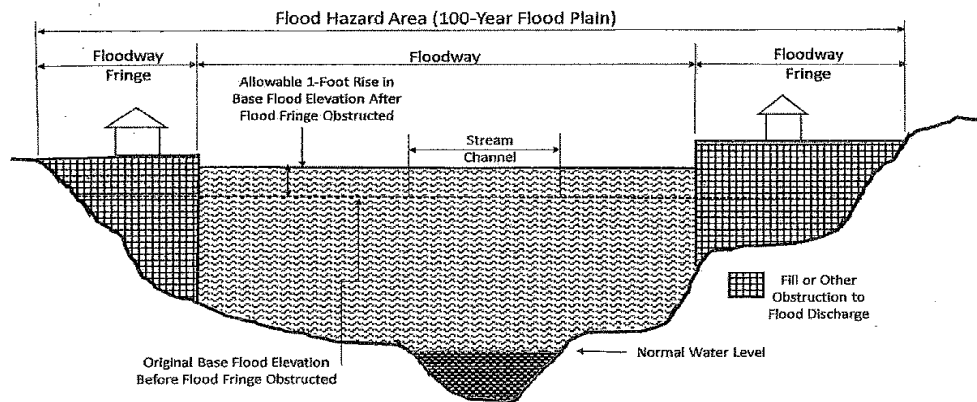 Flood Hazard Area (100-Year Flood Plain)
Floodway
Fringe
Floodway
Floodway
Fringe
Allowable 1-Foot Rise in
Base Flood Elevation After
Flood Fringe Obstructed
Stream
Channel
Fill or Other
Obstruction to
Flood Discharge
Normal Water Level
Original Base Flood Elevation
Before Flood Fringe Obstructed